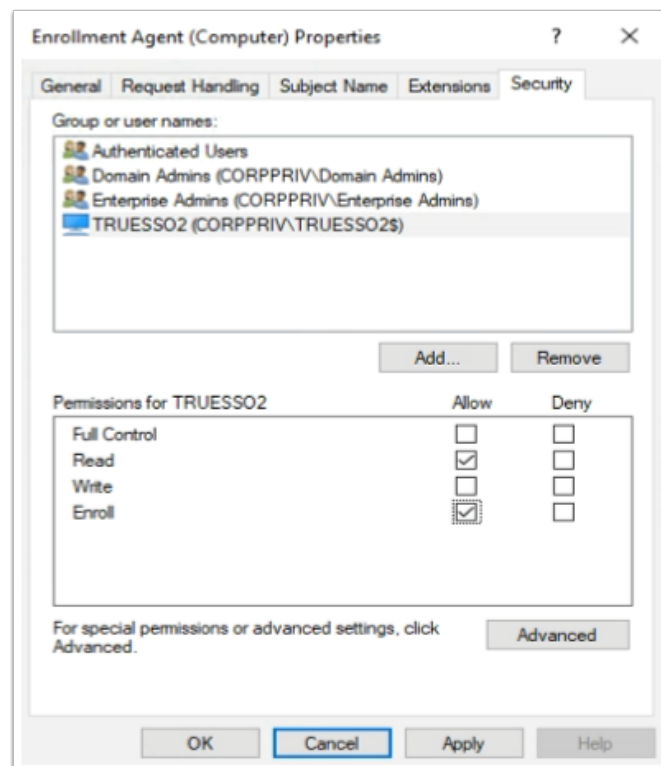 Enrollment Agent (Computer) Properties ? ×
General Request Handling Subject Name Extensions Security
Group or user names:
Authenticated Users
Domain Admins (CORPPRIV\Domain Admins)
Enterprise Admins (CORPPRIV\Enterprise Admins)
TRUESSO2 (CORPPRIV\TRUESSO2$)
Add... Remove
Permissions for TRUESSO2 Allow Deny
Full Control
Read
Write
Enroll
For special permissions or advanced settings, click
Advanced.
Advanced
OK Cancel Apply Help